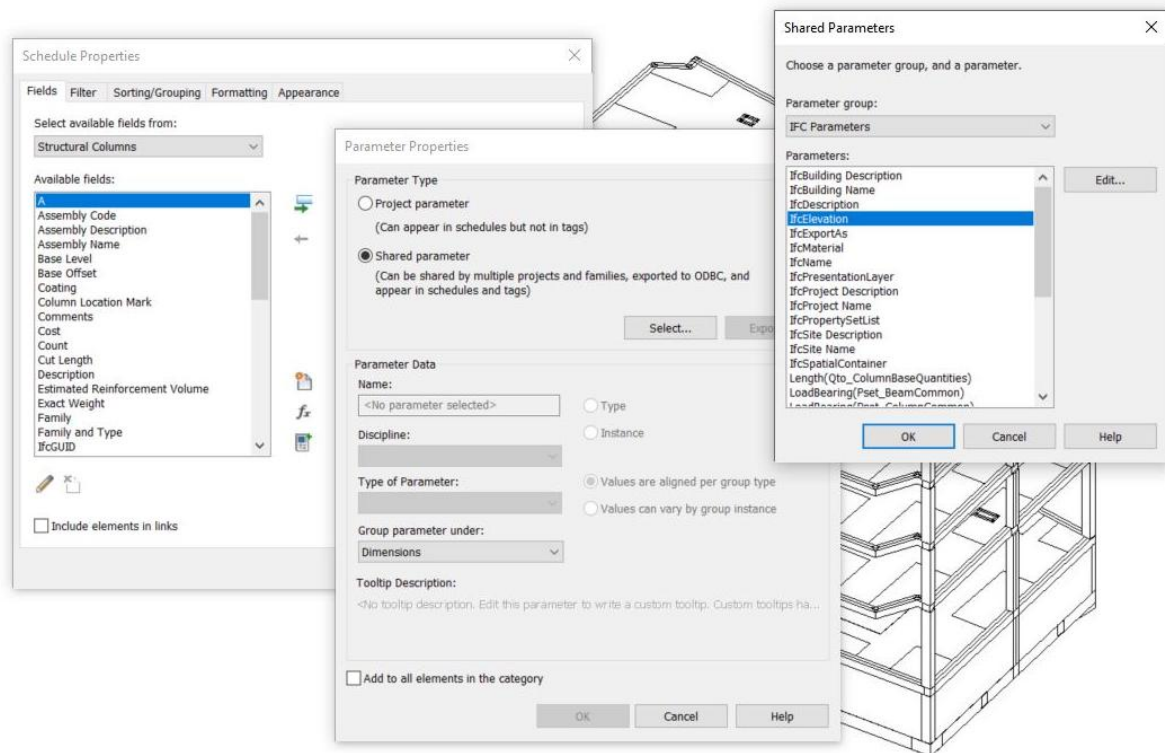 Schedule Properties
Fields Filter Sorting/Grouping Formatting Appearance
Select available fields from:
Structural Columns
Available fields:
A
Assembly Code
Assembly Description
Assembly Name
Base Level
Base Offset
Coating
Column Location Mark
Comments
Cost
Count
Cut Length
Description
Estimated Reinforcement Volume
Exact Weight
Family
Family and Type
IfcGUID
fx
Include elements in links
Parameter Properties
Parameter Type
Project parameter
(Can appear in schedules but not in tags)
Shared parameter
(Can be shared by multiple projects and families, exported to ODBC, and
appear in schedules and tags)
Select... Expo
Parameter Data
Name:
<No parameter selected>
Type
Discipline:
Instance
Type of Parameter:
Values are aligned per group type
Values can vary by group instance
Group parameter under:
Dimensions
Tooltip Description:
<No tooltip description. Edit this parameter to write a custom tooltip. Custom tooltips ha...
Add to all elements in the category
OK Cancel Help
Shared Parameters
Choose a parameter group, and a parameter.
Parameter group:
IFC Parameters
Parameters:
IfcBuilding Description
IfcBuilding Name
IfcDescription
IfcElevation
IfcExportAs
IfcMaterial
IfcName
IfcPresentationLayer
IfcProject Description
IfcProject Name
IfcPropertySetList
IfcSite Description
IfcSite Name
IfcSpatialContainer
Length(Qto_ColumnBaseQuantities)
LoadBearing(Pset_BeamCommon)
LoadBearing(Pset_ColumnCommon)
Edit...
OK Cancel Help